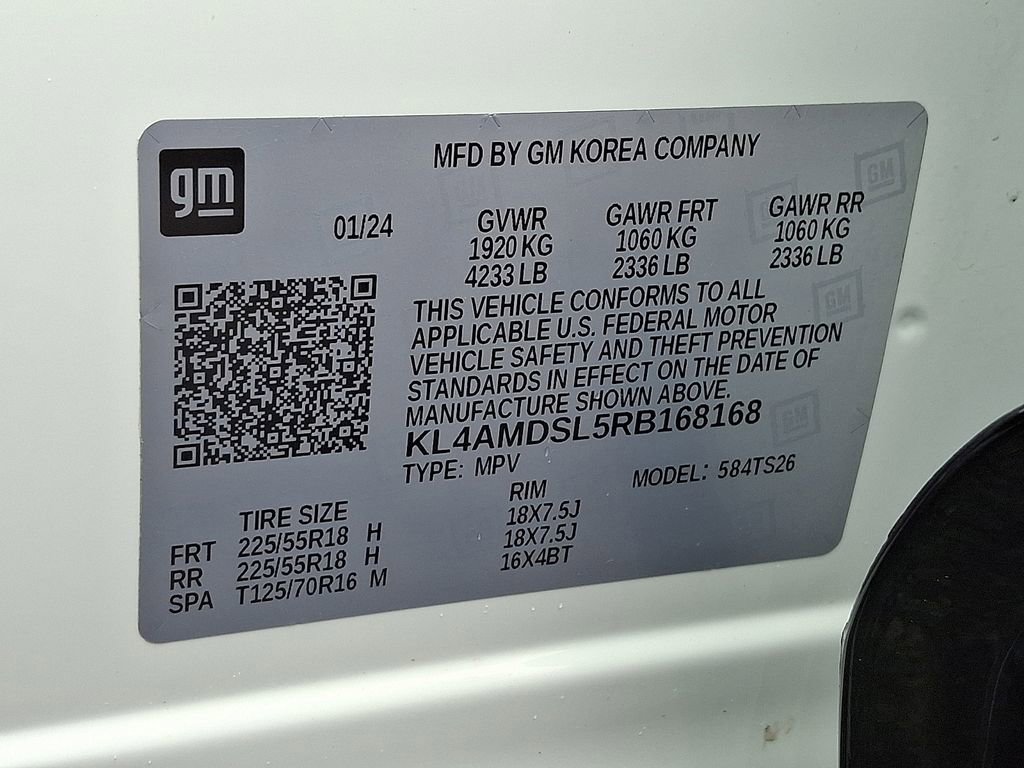 gm
MFD BY GM KOREA COMPANY
01/24
GVWR GAWR FRT GAWR RR
1920 KG 1060 KG 1060 KG
4233 LB 2336 LB 2336 LB
THIS VEHICLE CONFORMS TO ALL
APPLICABLE U.S. FEDERAL MOTOR
VEHICLE SAFETY AND THEFT PREVENTION
STANDARDS IN EFFECT ON THE DATE OF
MANUFACTURE SHOWN ABOVE.
KL4AMDSL5RB168168
TYPE: MPV MODEL: 584TS26
TIRE SIZE RIM
FRT 225/55R18 H 18X7.5J
RR 225/55R18 H 18X7.5J
SPA T125/70R16 M 16X4BT
GM
GM
GM